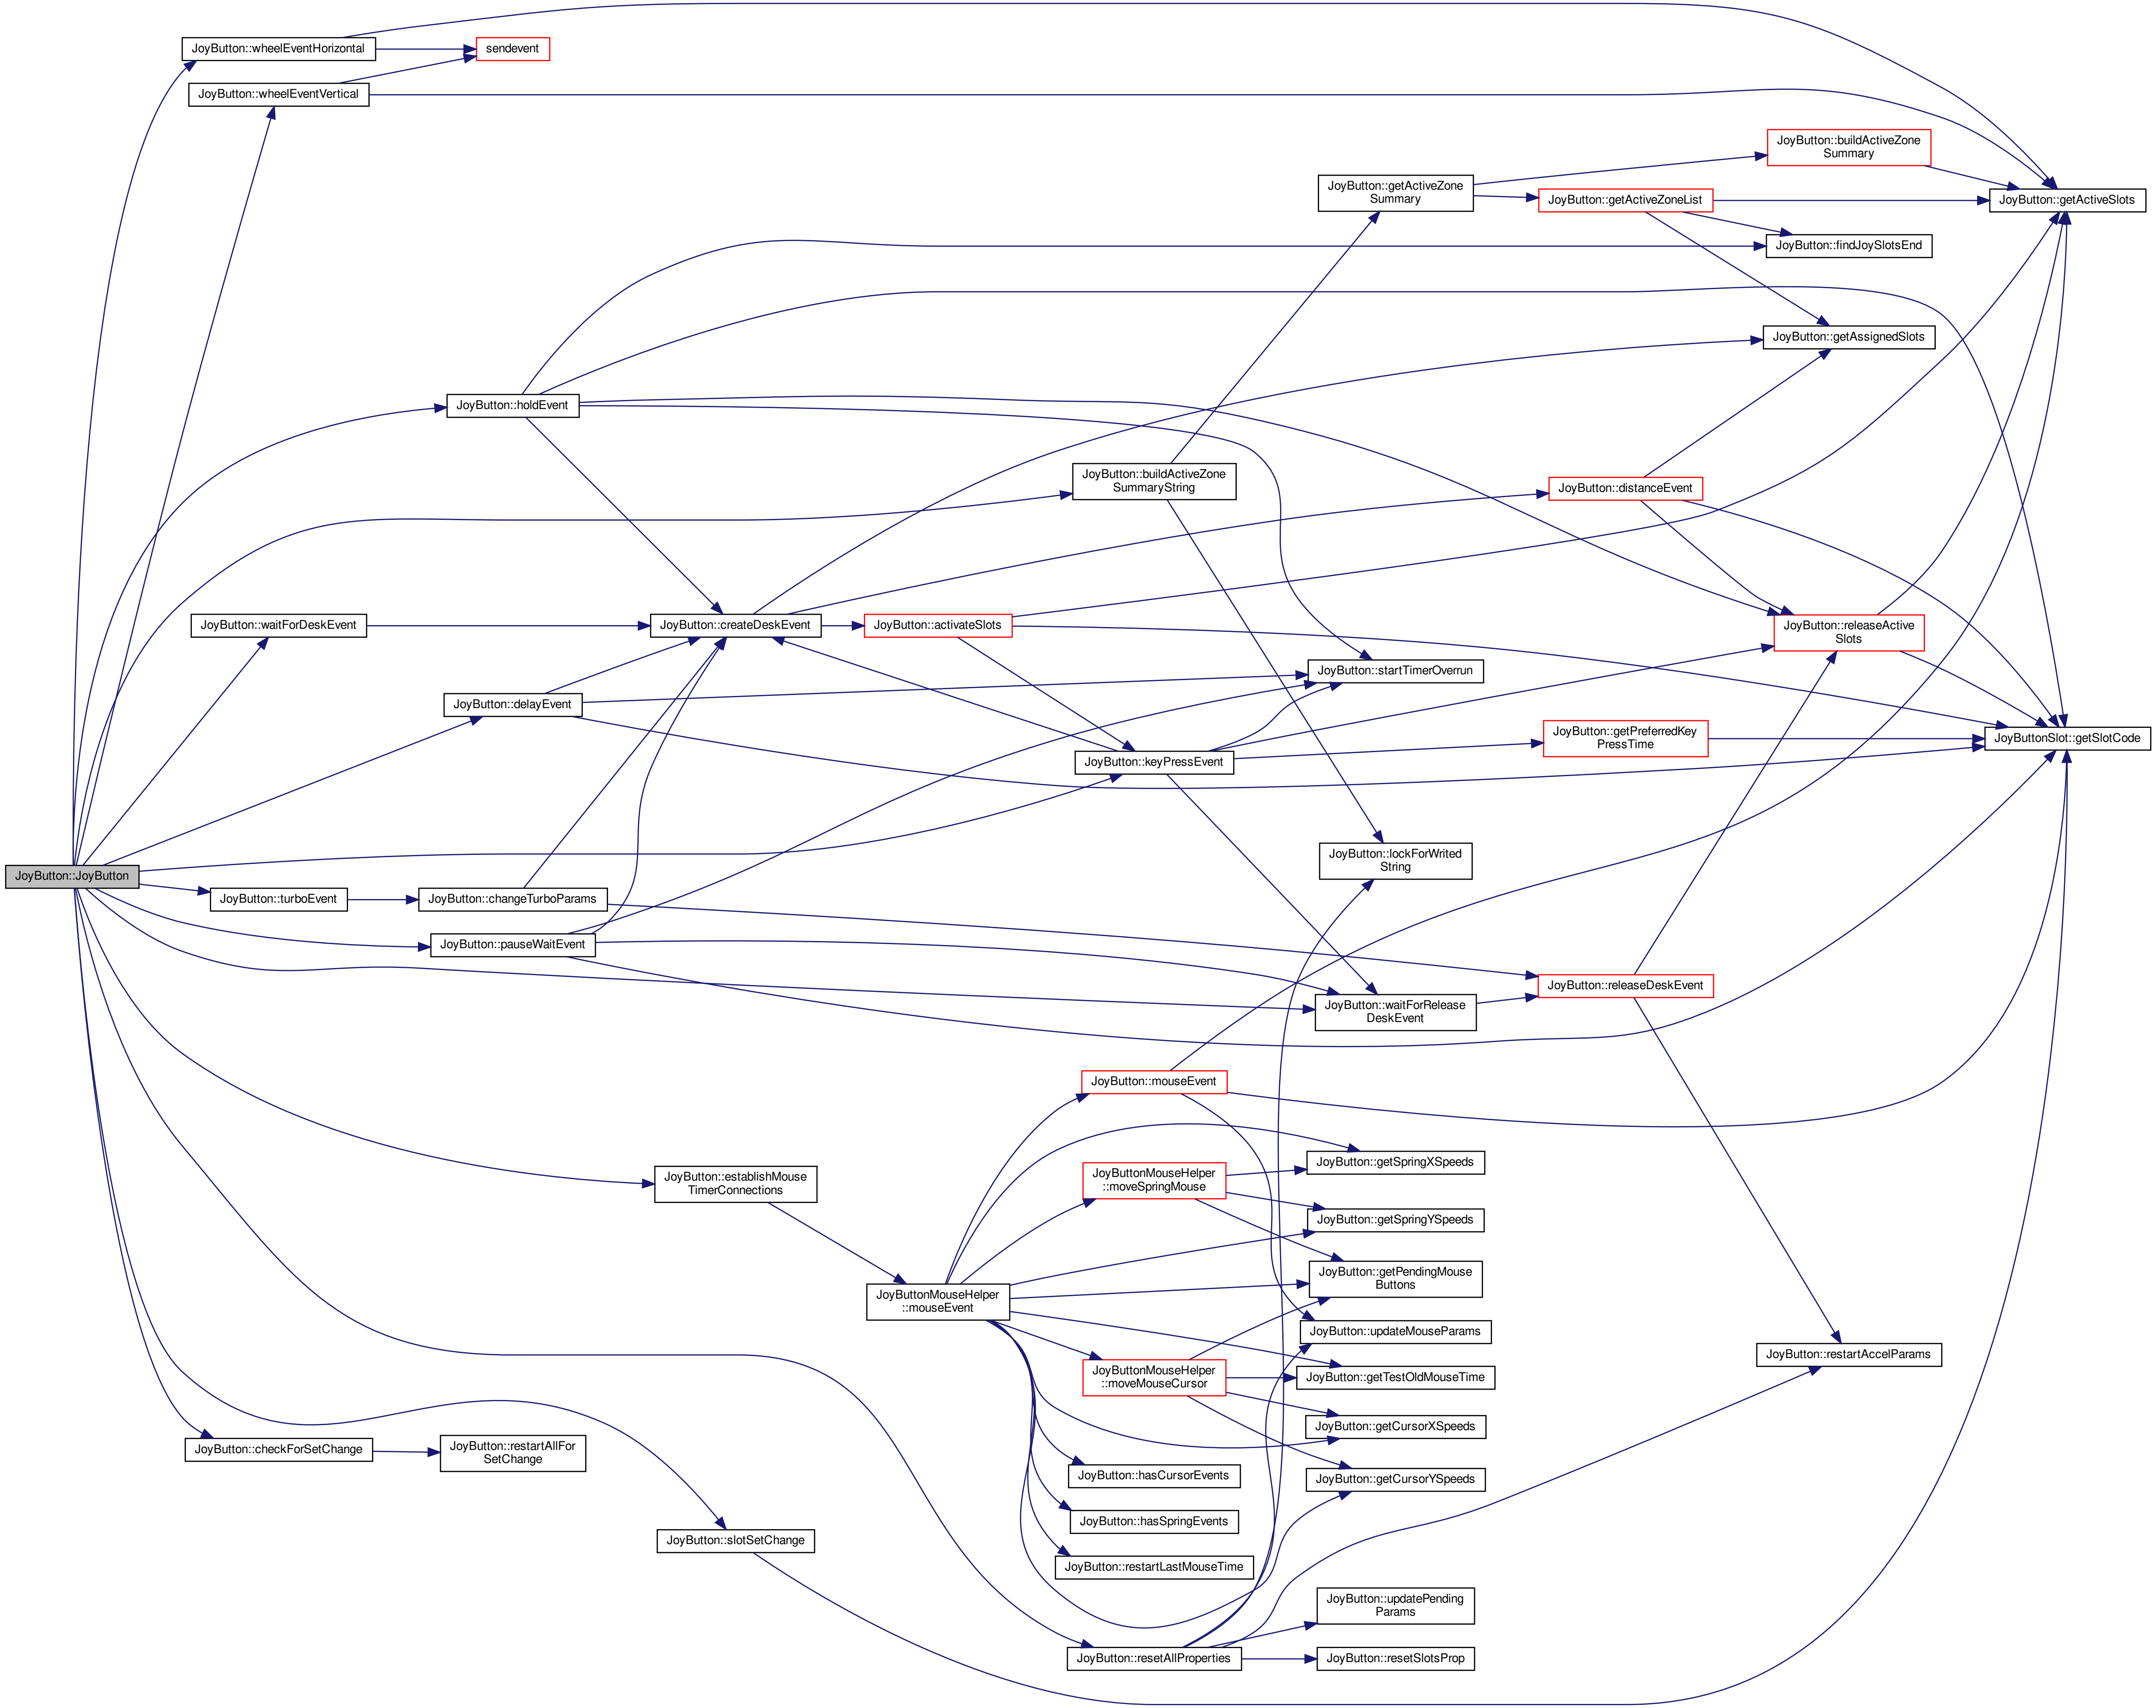 JoyButton::wheelEventHorizontal
sendevent
JoyButton::wheelEventVertical
JoyButton::buildActiveZone
Summary
JoyButton::getActiveZone
Summary
JoyButton::getActiveZoneList
JoyButton::getActiveSlots
JoyButton::findJoySlotsEnd
JoyButton::getAssignedSlots
JoyButton::holdEvent
JoyButton::buildActiveZone
SummaryString
JoyButton::distanceEvent
JoyButton::waitForDeskEvent
JoyButton::createDeskEvent
JoyButton::activateSlots
JoyButton::releaseActive
Slots
JoyButton::startTimerOverrun
JoyButton::delayEvent
JoyButton::getPreferredKey
PressTime
JoyButtonSlot::getSlotCode
JoyButton::keyPressEvent
JoyButton::lockForWrited
String
JoyButton::JoyButton
JoyButton::turboEvent
JoyButton::changeTurboParams
JoyButton::pauseWaitEvent
JoyButton::releaseDeskEvent
JoyButton::waitForRelease
DeskEvent
JoyButton::mouseEvent
JoyButton::getSpringXSpeeds
JoyButton::establishMouse
TimerConnections
JoyButtonMouseHelper
::moveSpringMouse
JoyButton::getSpringYSpeeds
JoyButton::getPendingMouse
Buttons
JoyButtonMouseHelper
::mouseEvent
JoyButton::updateMouseParams
JoyButton::restartAccelParams
JoyButtonMouseHelper
::moveMouseCursor
JoyButton::getTestOldMouseTime
JoyButton::getCursorXSpeeds
JoyButton::checkForSetChange
JoyButton::restartAllFor
SetChange
JoyButton::hasCursorEvents
JoyButton::getCursorYSpeeds
JoyButton::hasSpringEvents
JoyButton::slotSetChange
JoyButton::restartLastMouseTime
JoyButton::updatePending
Params
JoyButton::resetAllProperties
JoyButton::resetSlotsProp